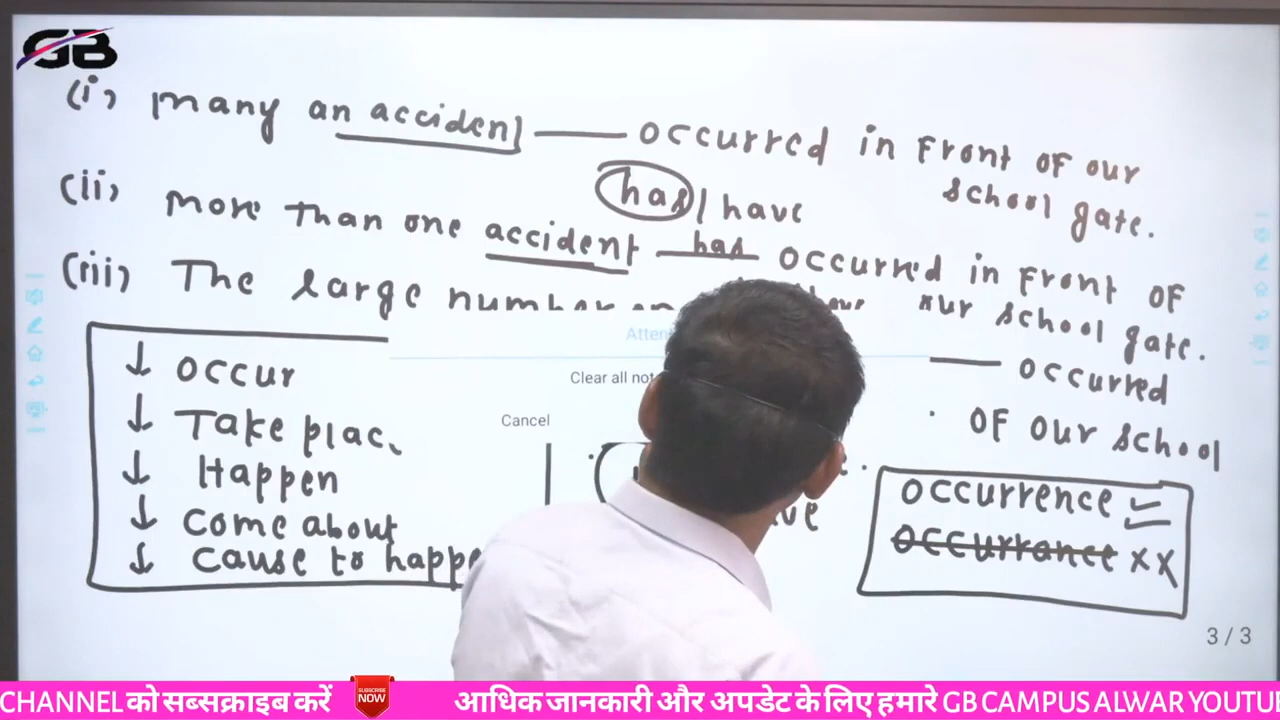 GB
(i) many an accident —— occurred in front of our
school gate.
has / have
(ii) more than one accident has occurred in front of
our school gate.
(iii) The large number
Atten
Clear all not
Cancel
—— occurred
of our school
↓ occur
↓ Take plac
↓ Happen
↓ come about
↓ cause to happe
occurrence
occurrance xx
3 / 3
CHANNEL को सब्सक्राइब करें
SUBSCRIBE
NOW
आधिक जानकारी और अपडेट के लिए हमारे GB CAMPUS ALWAR YOUTU